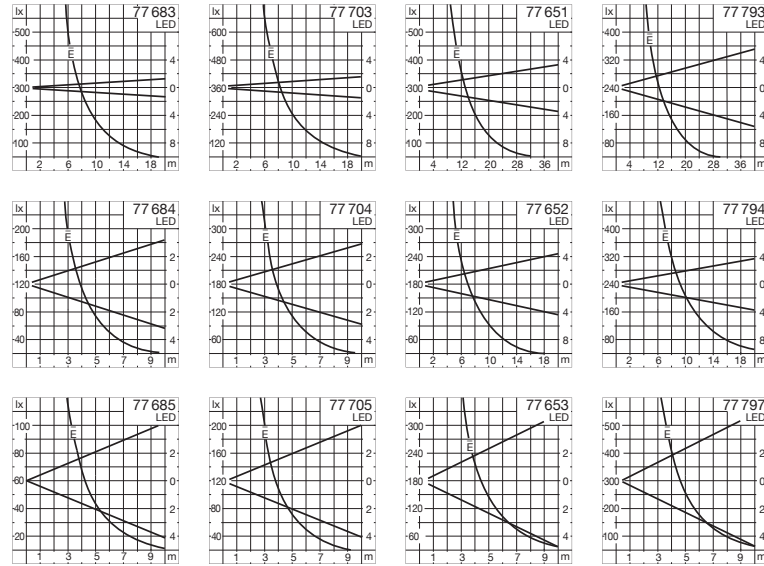 lx 77 683
LED
500
E
400 4
300 0
200 4
100 8
2 6 10 14 18 m
lx 77 703
LED
600
E
480 4
360 0
240 4
120 8
2 6 10 14 18 m
lx 77 651
LED
500
E
400 4
300 0
200 4
100 8
4 12 20 28 36 m
lx 77 793
LED
400
E
320 4
240 0
160 4
80 8
4 12 20 28 36 m
lx 77 684
LED
200
E
160 2
120 0
80 2
40 4
1 3 5 7 9 m
lx 77 704
LED
300
E
240 2
180 0
120 2
60 4
1 3 5 7 9 m
lx 77 652
LED
300
E
240 4
180 0
120 4
60 8
2 6 10 14 18 m
lx 77 794
LED
400
E
320 4
240 0
160 4
80 8
2 6 10 14 18 m
lx 77 685
LED
100
E
80 2
60 0
40 2
20 4
1 3 5 7 9 m
lx 77 705
LED
200
E
160 2
120 0
80 2
40 4
1 3 5 7 9 m
lx 77 653
LED
300
E
240 2
180 0
120 2
60 4
1 3 5 7 9 m
lx 77 797
LED
500
E
400 2
300 0
200 2
100 4
1 3 5 7 9 m